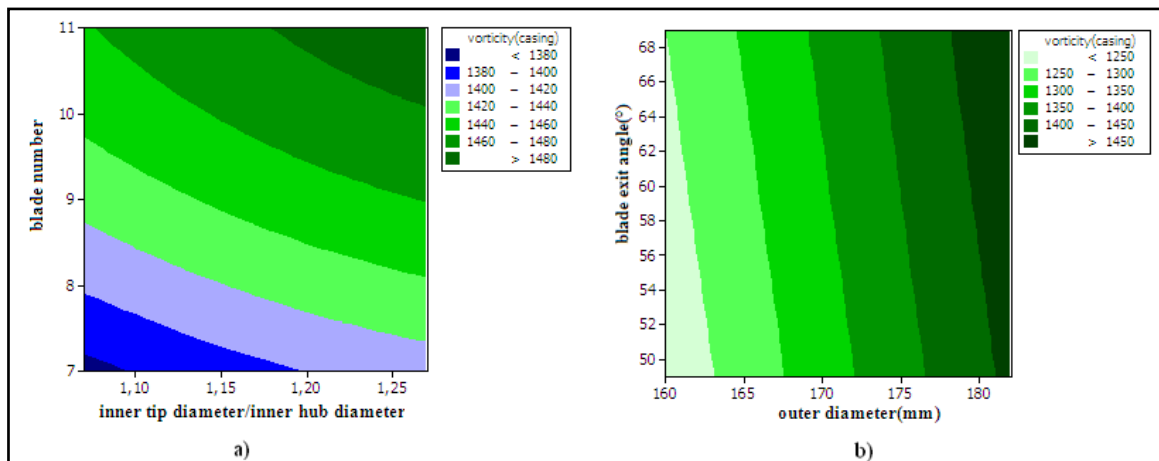 vorticity(casing)
< 1380
1380 – 1400
1400 – 1420
1420 – 1440
1440 – 1460
1460 – 1480
> 1480
11
10
9
8
7
blade number
1,10 1,15 1,20 1,25
inner tip diameter/inner hub diameter
a)
vorticity(casing)
< 1250
1250 – 1300
1300 – 1350
1350 – 1400
1400 – 1450
> 1450
68
66
64
62
60
58
56
54
52
50
blade exit angle(°)
160 165 170 175 180
outer diameter(mm)
b)